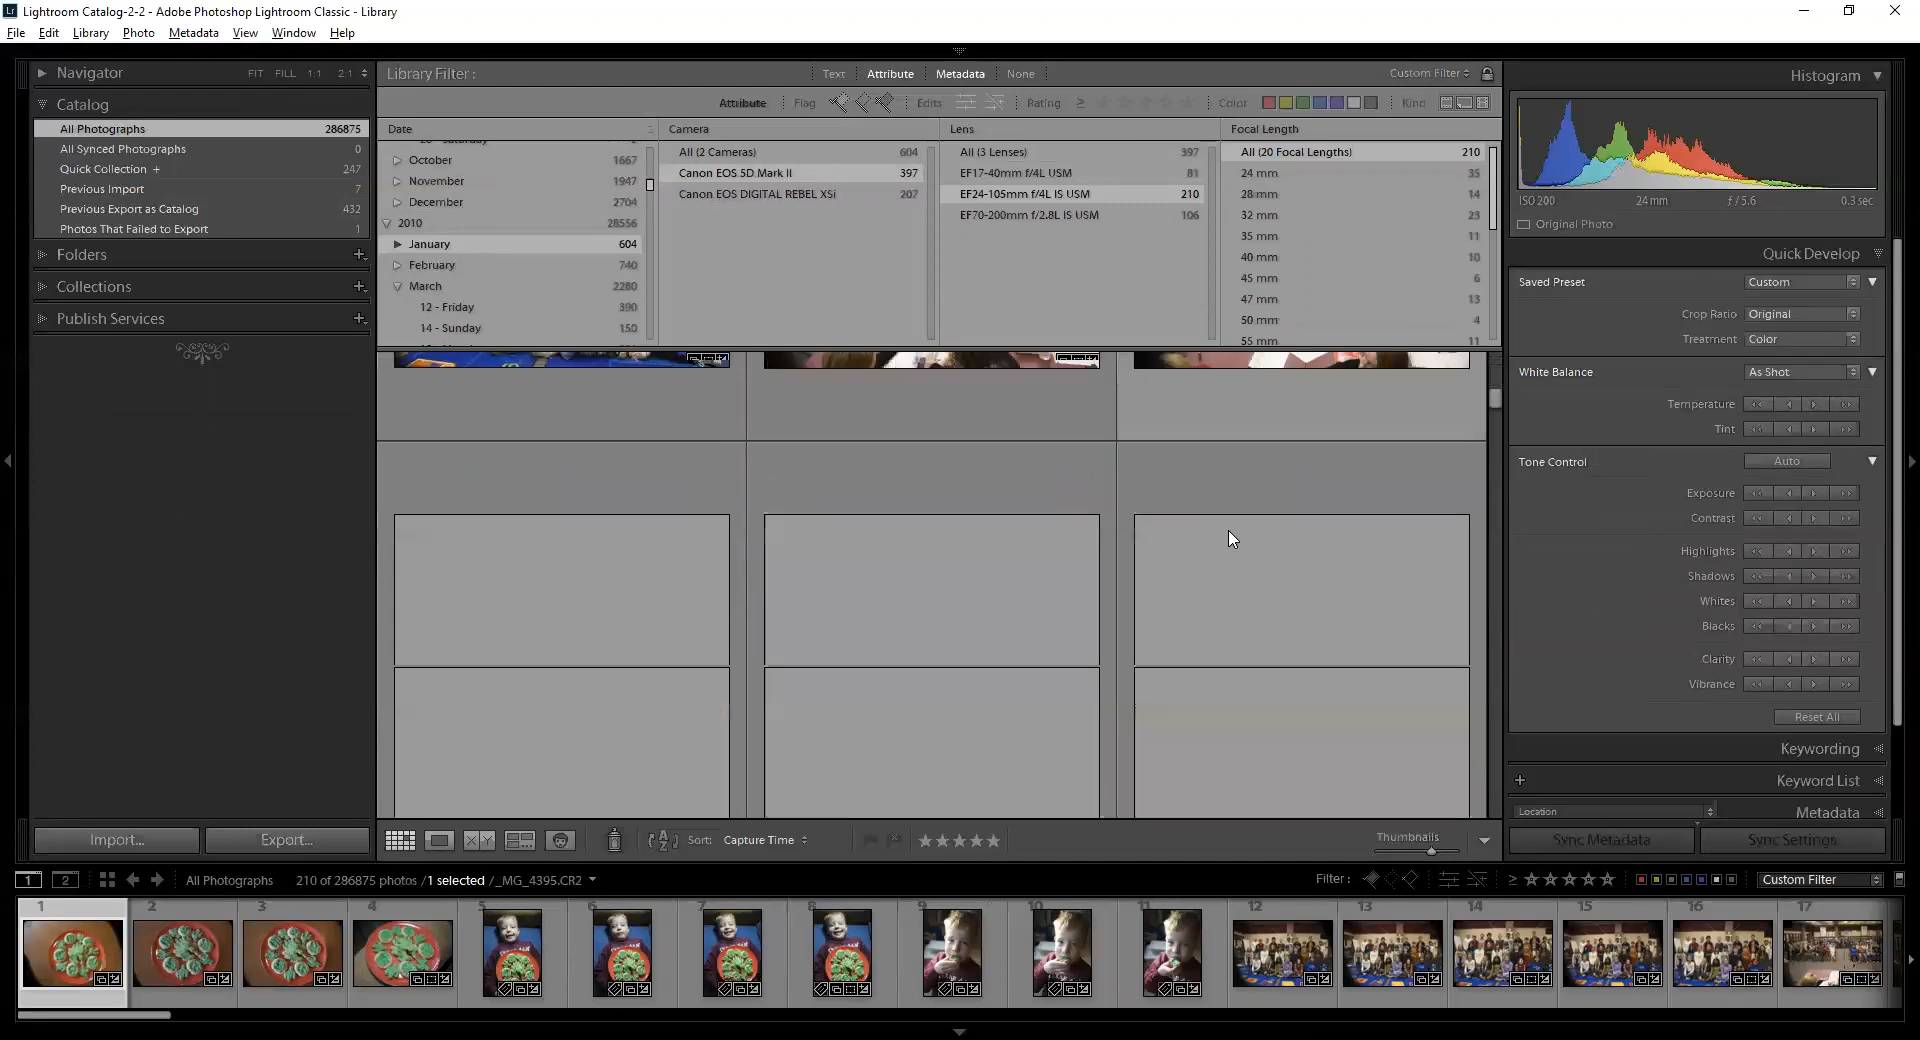 Lr Lightroom Catalog-2-2 - Adobe Photoshop Lightroom Classic - Library
File Edit Library Photo Metadata View Window Help
Navigator FIT FILL 1:1 2:1
Catalog
All Photographs 286875
All Synced Photographs 0
Quick Collection + 247
Previous Import 7
Previous Export as Catalog 432
Photos That Failed to Export 1
Folders
Collections
Publish Services
Import... Export...
Library Filter : Text Attribute Metadata None Custom Filter
Attribute Flag Edits Rating ≥ Color Kind
Date
October 1667
November 1947
December 2704
2010 28556
January 604
February 740
March 2280
12 - Friday 390
14 - Sunday 150
Camera
All (2 Cameras) 604
Canon EOS 5D Mark II 397
Canon EOS DIGITAL REBEL XSi 207
Lens
All (3 Lenses) 397
EF17-40mm f/4L USM 81
EF24-105mm f/4L IS USM 210
EF70-200mm f/2.8L IS USM 106
Focal Length
All (20 Focal Lengths) 210
24 mm 35
28 mm 14
32 mm 23
35 mm 11
40 mm 10
45 mm 6
47 mm 13
50 mm 4
55 mm 11
Sort: Capture Time Thumbnails
Histogram
ISO 200 24mm f / 5.6 0.3 sec
Original Photo
Quick Develop
Saved Preset Custom
Crop Ratio Original
Treatment Color
White Balance As Shot
Temperature
Tint
Tone Control Auto
Exposure
Contrast
Highlights
Shadows
Whites
Blacks
Clarity
Vibrance
Reset All
Keywording
Keyword List
Location Metadata
Sync Metadata Sync Settings
1 2 All Photographs 210 of 286875 photos /1 selected /_MG_4395.CR2 Filter : ≥ Custom Filter
1 2 3 4 5 6 7 8 9 10 11 12 13 14 15 16 17